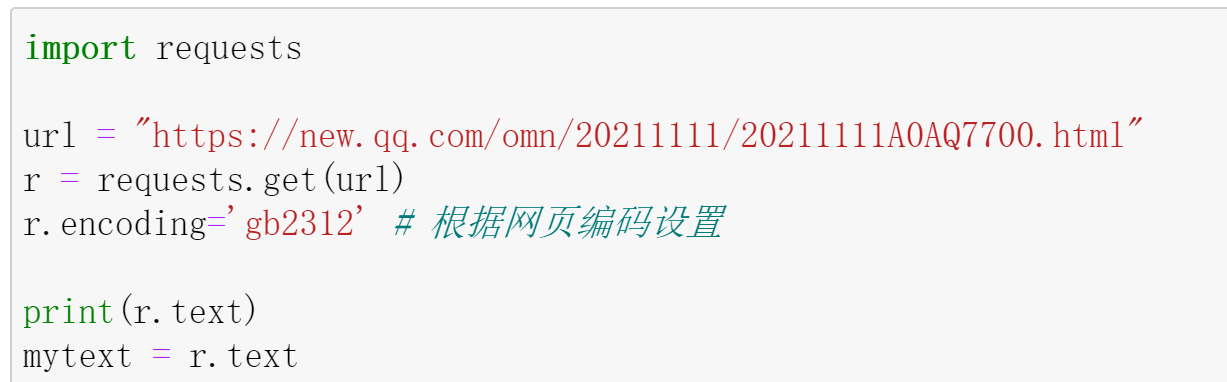 import requests
url = "https://new.qq.com/omn/20211111/20211111A0AQ7700.html"
r = requests.get(url)
r.encoding='gb2312' # 根据网页编码设置
print(r.text)
mytext = r.text